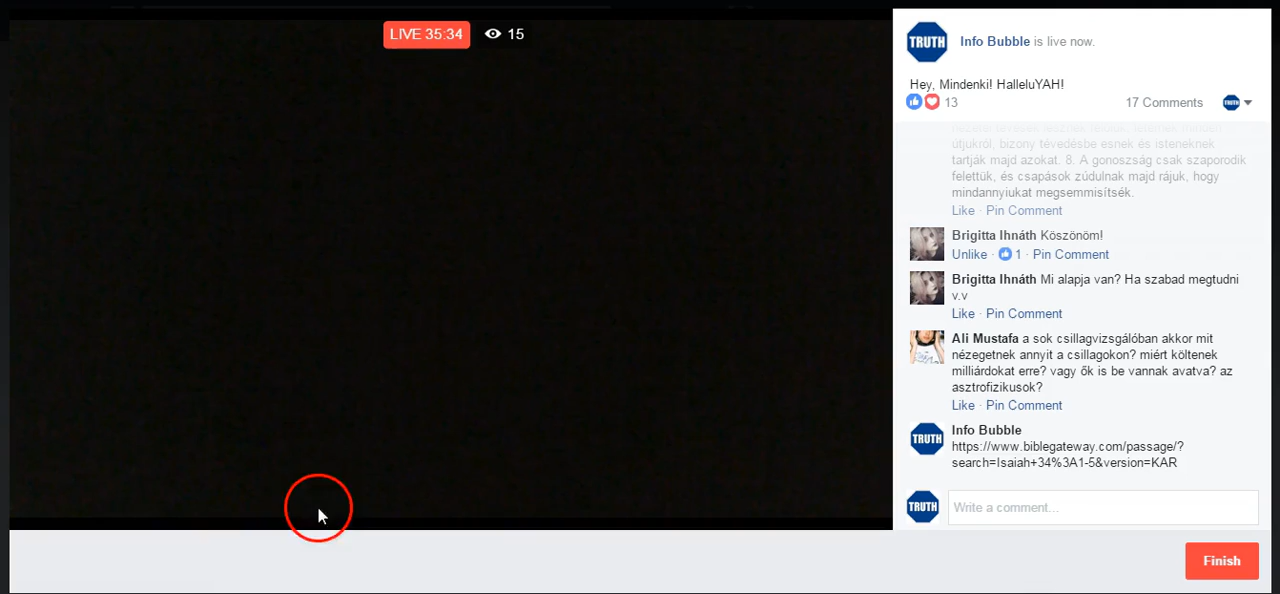 LIVE 35:34
15
TRUTH
Info Bubble is live now.
Hey, Mindenki! HalleluYAH!
13
17 Comments
TRUTH
útjukról, bizony tévedésbe esnek és isteneknek
tartják majd azokat. 8. A gonoszság csak szaporodik
felettük, és csapások zúdulnak majd rájuk, hogy
mindannyiukat megsemmisítsék.
Like · Pin Comment
Brigitta Ihnáth Köszönöm!
Unlike · 1 · Pin Comment
Brigitta Ihnáth Mi alapja van? Ha szabad megtudni
v.v
Like · Pin Comment
Ali Mustafa a sok csillagvizsgálóban akkor mit
nézegetnek annyit a csillagokon? miért költenek
milliárdokat erre? vagy ők is be vannak avatva? az
asztrofizikusok?
Like · Pin Comment
TRUTH
Info Bubble
https://www.biblegateway.com/passage/?
search=Isaiah+34%3A1-5&version=KAR
TRUTH
Write a comment...
Finish